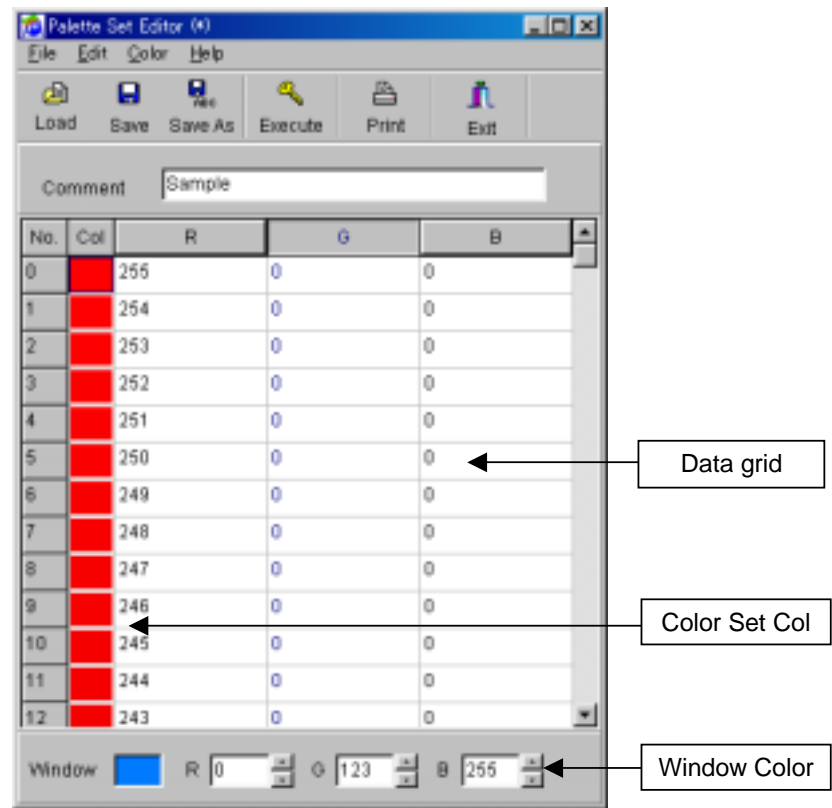 Palette Set Editor (*)
File Edit Color Help
Load Save Save As Execute Print Exit
Comment Sample
No. Col R G B
0 255 0 0
1 254 0 0
2 253 0 0
3 252 0 0
4 251 0 0
5 250 0 0
Data grid
6 249 0 0
7 248 0 0
8 247 0 0
9 246 0 0
Color Set Col
10 245 0 0
11 244 0 0
12 243 0 0
Window R 0 G 123 B 255
Window Color